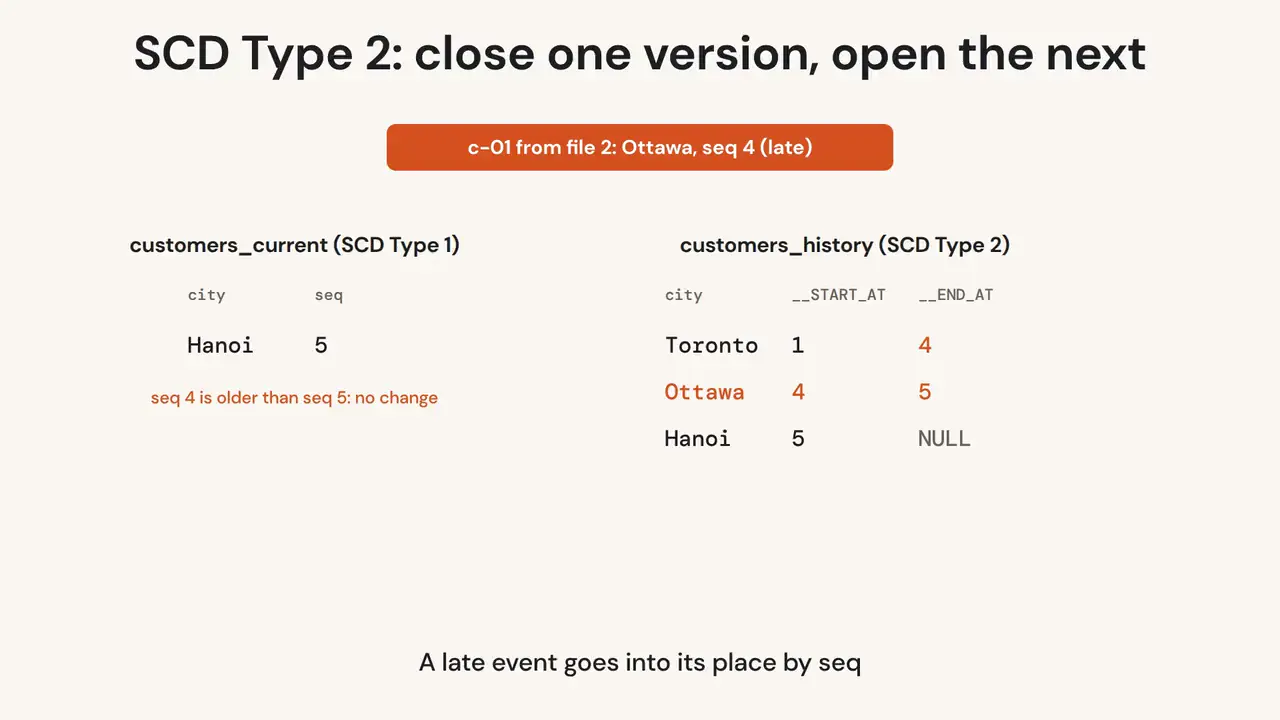 SCD Type 2: close one version, open the next
c-01 from file 2: Ottawa, seq 4 (late)
customers_current (SCD Type 1)
city seq
Hanoi 5
seq 4 is older than seq 5: no change
customers_history (SCD Type 2)
city __START_AT __END_AT
Toronto 1 4
Ottawa 4 5
Hanoi 5 NULL
A late event goes into its place by seq